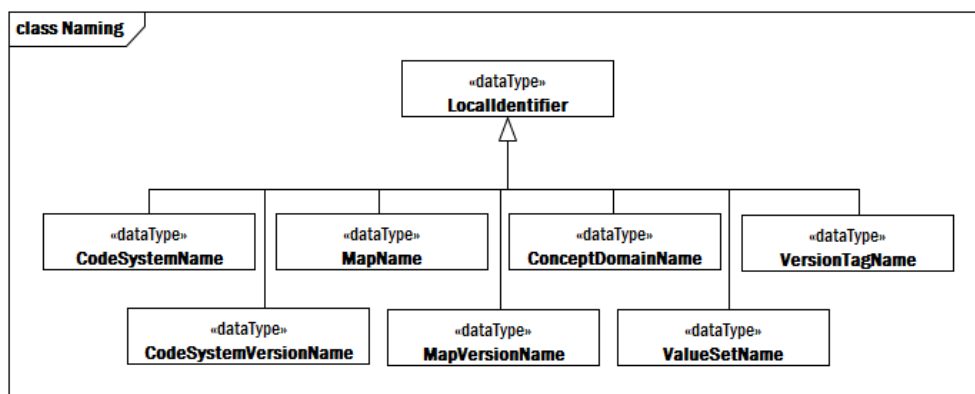 class Naming
«dataType»
LocalIdentifier
«dataType»
CodeSystemName
«dataType»
MapName
«dataType»
ConceptDomainName
«dataType»
VersionTagName
«dataType»
CodeSystemVersionName
«dataType»
MapVersionName
«dataType»
ValueSetName